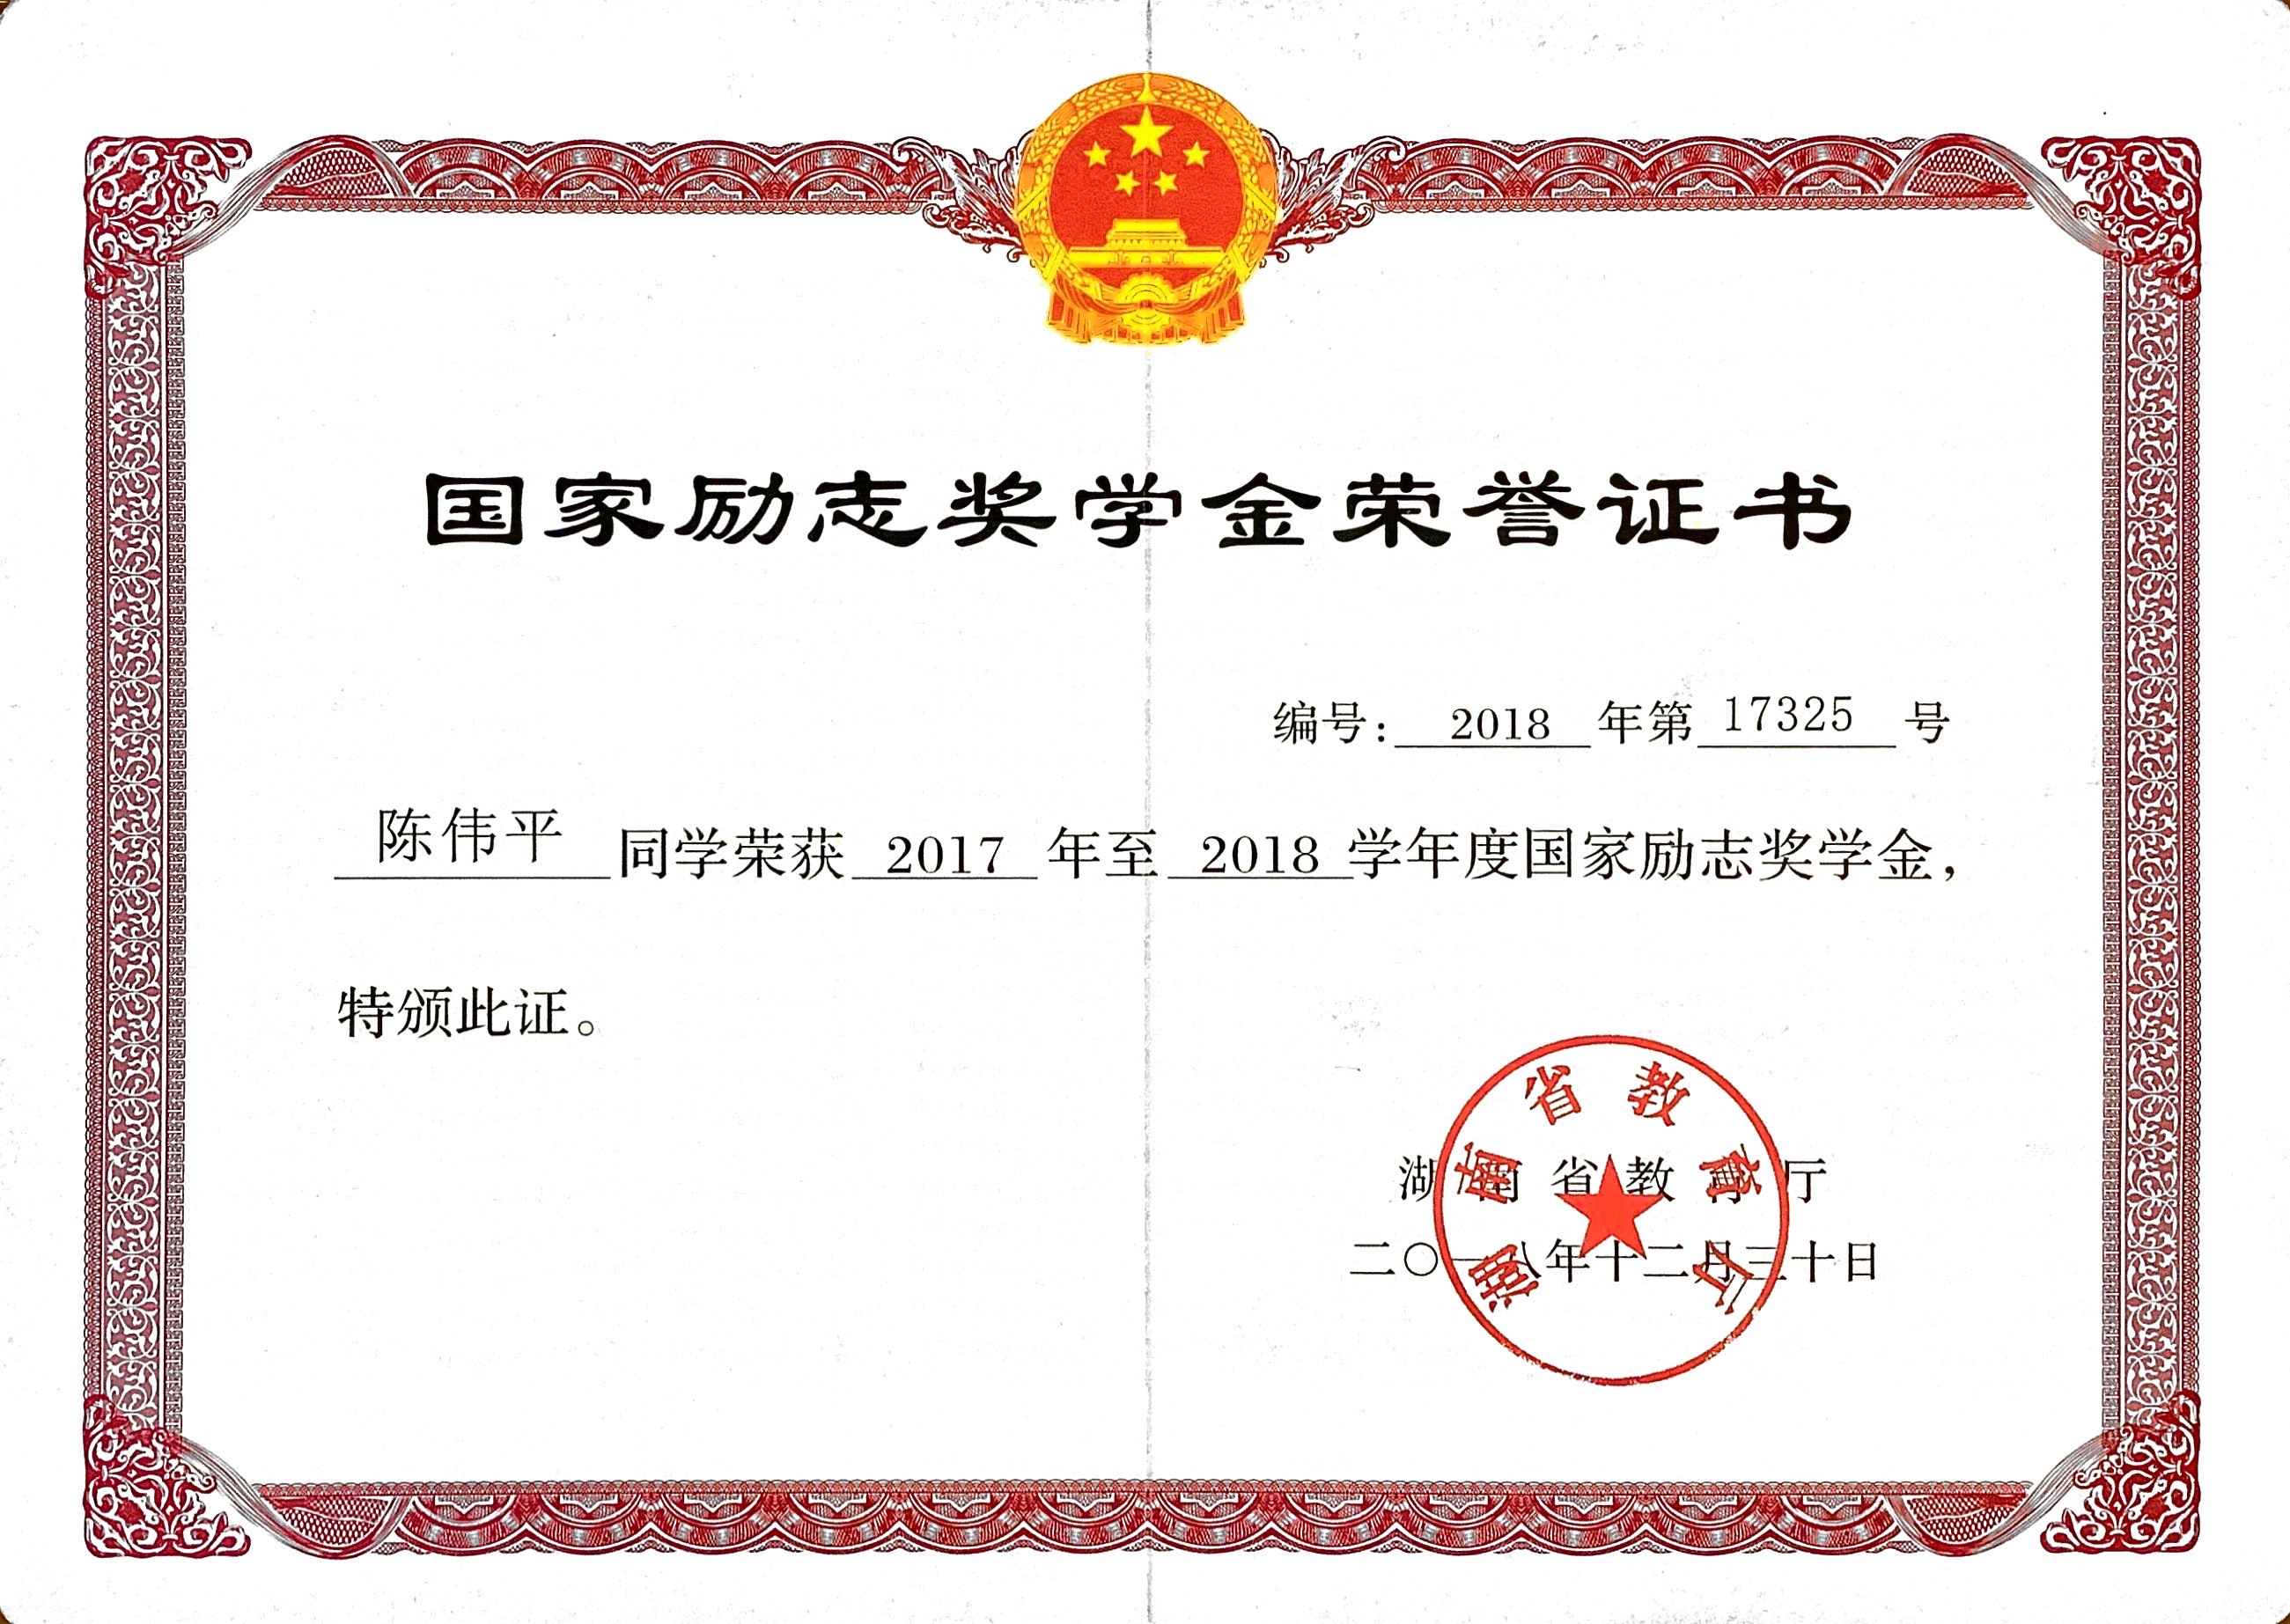 国家励志奖学金荣誉证书
编号: 2018 年第 17325 号
陈伟平 同学荣获 2017 年至 2018 学年度国家励志奖学金,
特颁此证。
湖南省教育厅
二〇一八年十二月三十日
湖南省教育厅